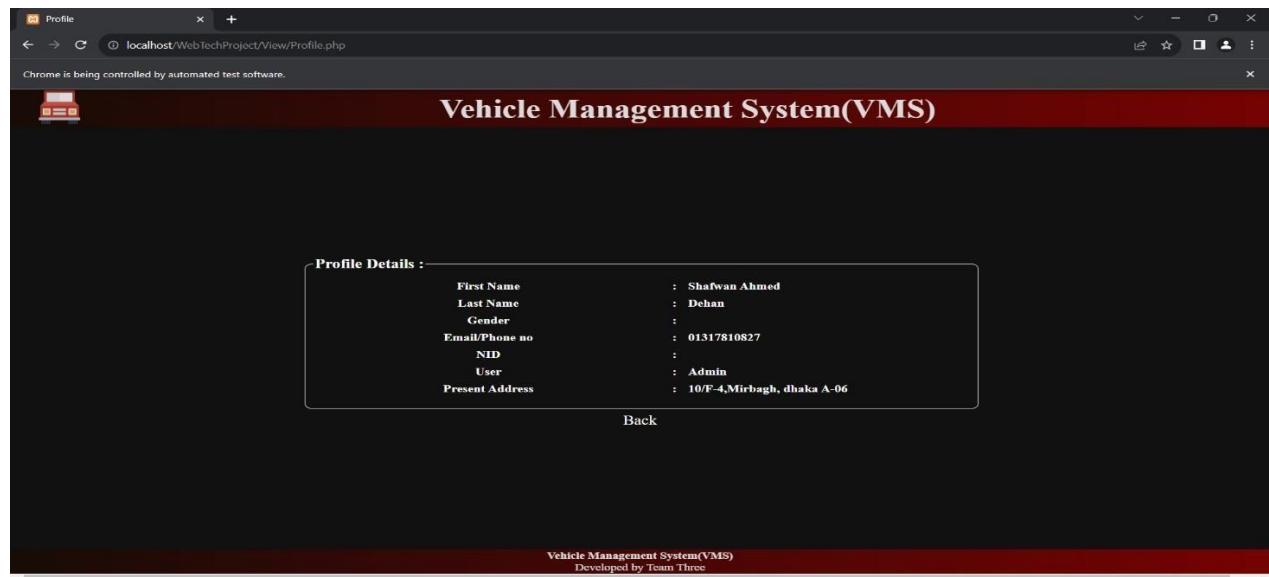 Profile
localhost/WebTechProject/View/Profile.php
Chrome is being controlled by automated test software.
Vehicle Management System(VMS)
Profile Details :
First Name : Shafwan Ahmed
Last Name : Dehan
Gender :
Email/Phone no : 01317810827
NID :
User : Admin
Present Address : 10/F-4,Mirbagh, dhaka A-06
Back
Vehicle Management System(VMS)
Developed by Team Three